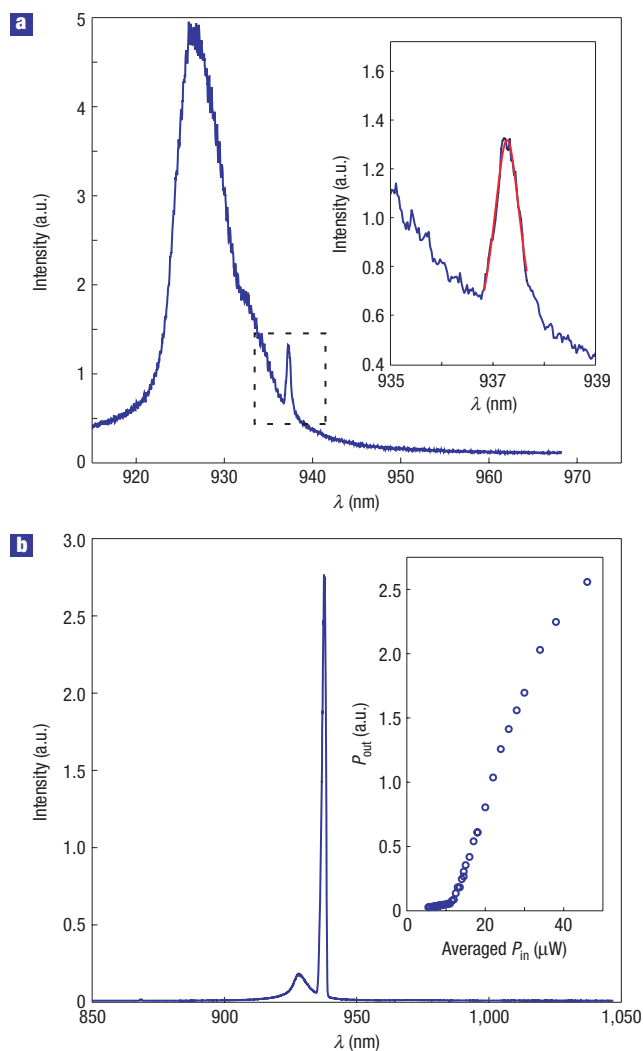 a
5
4
3
2
1
0
Intensity (a.u.)
920 930 940 950 960 970
λ (nm)
1.6
1.4
1.2
1.0
0.8
0.6
0.4
Intensity (a.u.)
935 937 939
λ (nm)
b
3.0
2.5
2.0
1.5
1.0
0.5
0
Intensity (a.u.)
850 900 950 1,000 1,050
λ (nm)
2.5
2.0
1.5
1.0
0.5
0
Pout (a.u.)
0 20 40
Averaged Pin (μW)